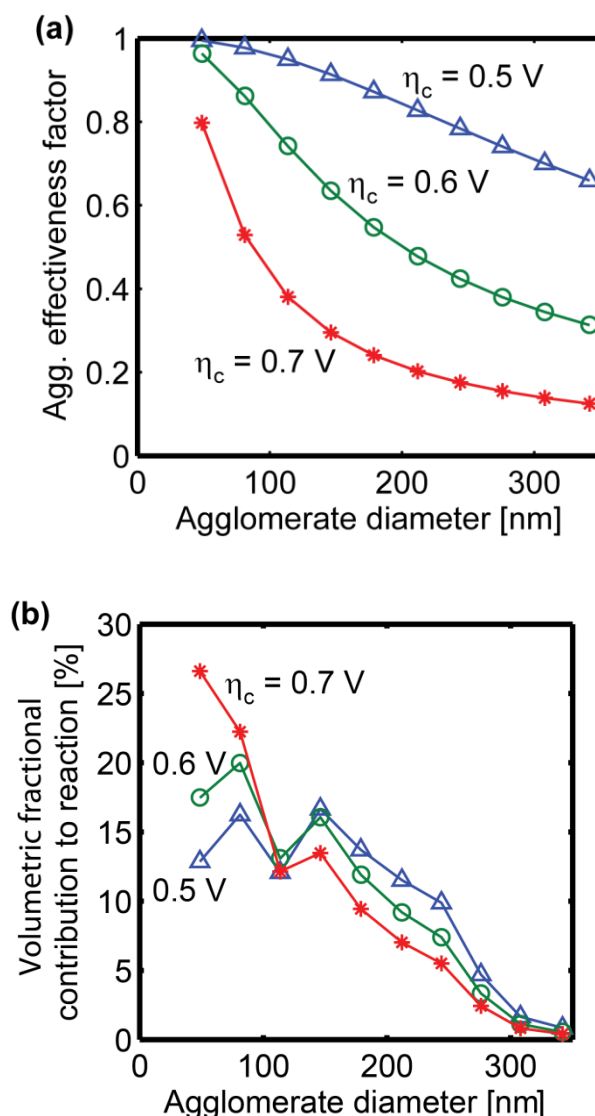 (a)
Agg. effectiveness factor
1
0.8
0.6
0.4
0.2
0
ηc = 0.5 V
ηc = 0.6 V
ηc = 0.7 V
0 100 200 300
Agglomerate diameter [nm]
(b)
Volumetric fractional
contribution to reaction [%]
30
25
20
15
10
5
0
ηc = 0.7 V
0.6 V
0.5 V
0 100 200 300
Agglomerate diameter [nm]